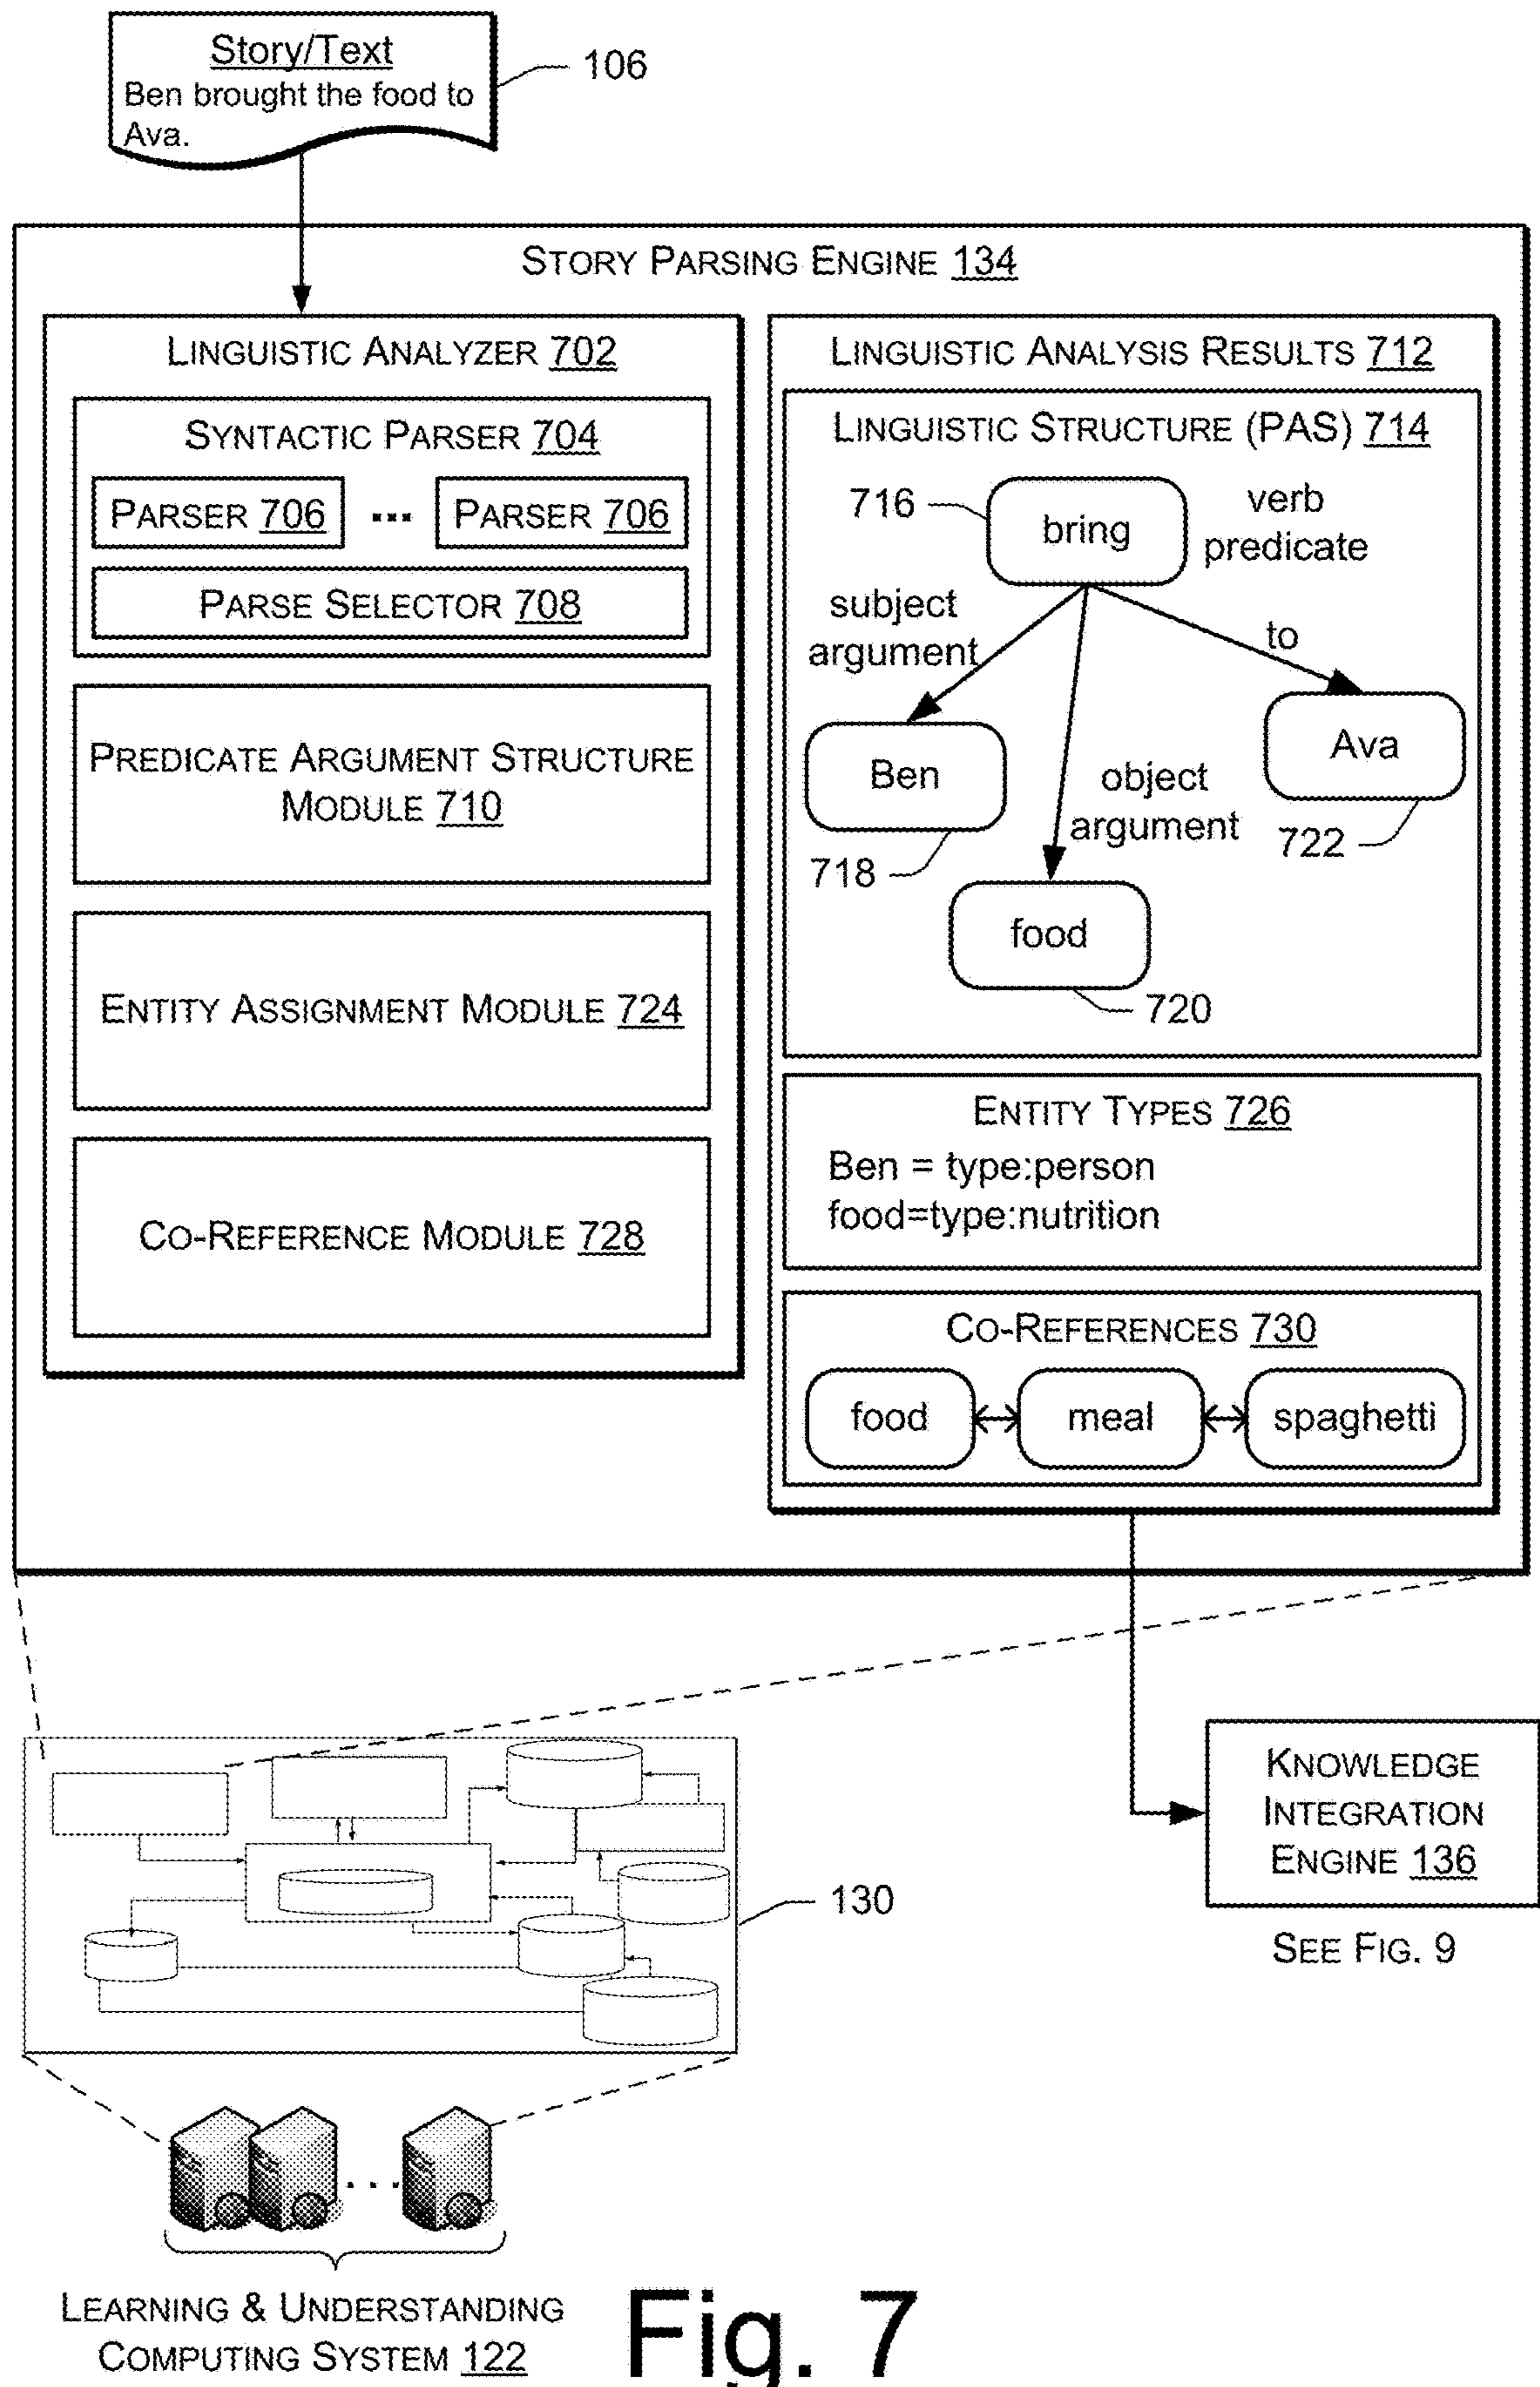 Story/Text
Ben brought the food to
Ava.
106
STORY PARSING ENGINE 134
LINGUISTIC ANALYZER 702
SYNTACTIC PARSER 704
PARSER 706 ... PARSER 706
PARSE SELECTOR 708
PREDICATE ARGUMENT STRUCTURE
MODULE 710
ENTITY ASSIGNMENT MODULE 724
CO-REFERENCE MODULE 728
LINGUISTIC ANALYSIS RESULTS 712
LINGUISTIC STRUCTURE (PAS) 714
716
bring
verb
predicate
subject
argument
to
Ben
718
object
argument
Ava
722
food
720
ENTITY TYPES 726
Ben = type:person
food=type:nutrition
CO-REFERENCES 730
food
meal
spaghetti
KNOWLEDGE
INTEGRATION
ENGINE 136
SEE FIG. 9
130
...
LEARNING & UNDERSTANDING
COMPUTING SYSTEM 122
Fig. 7